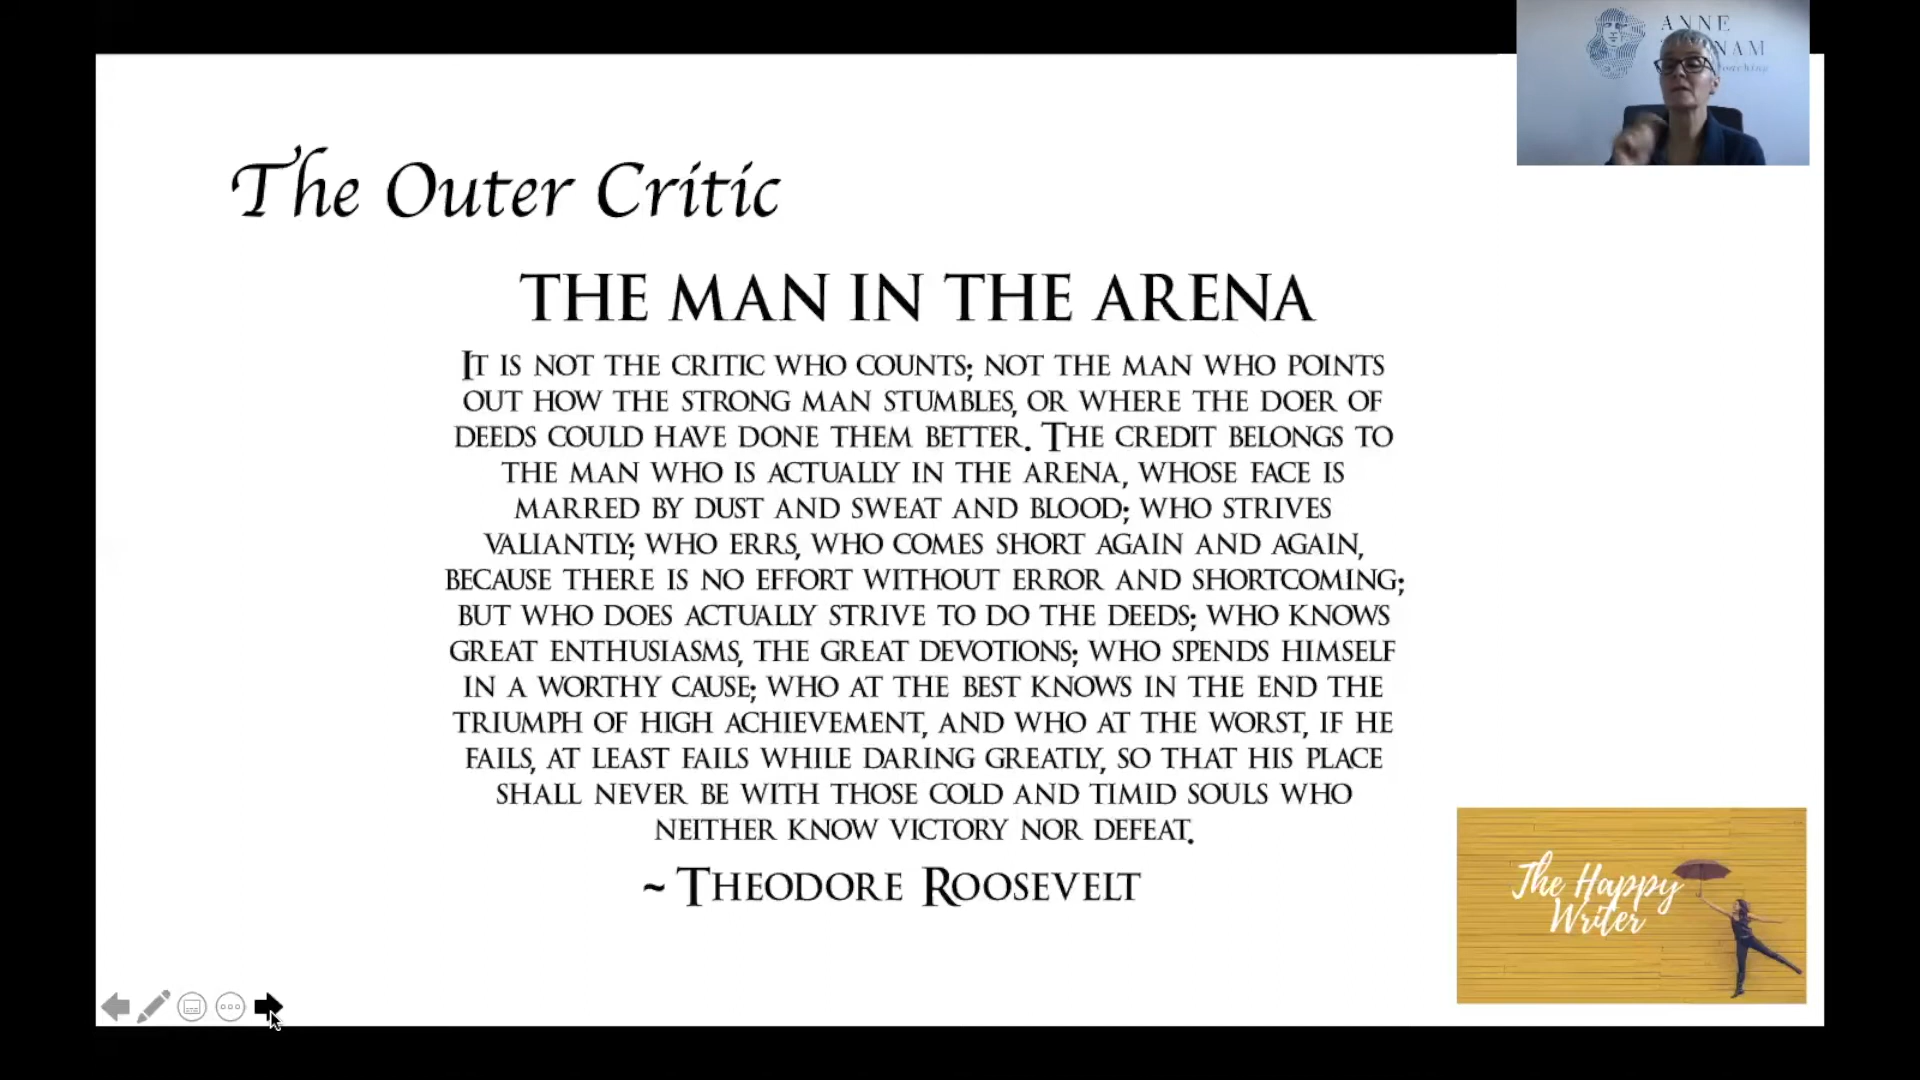 ANNE
The Outer Critic
THE MAN IN THE ARENA
IT IS NOT THE CRITIC WHO COUNTS; NOT THE MAN WHO POINTS
OUT HOW THE STRONG MAN STUMBLES, OR WHERE THE DOER OF
DEEDS COULD HAVE DONE THEM BETTER. THE CREDIT BELONGS TO
THE MAN WHO IS ACTUALLY IN THE ARENA, WHOSE FACE IS
MARRED BY DUST AND SWEAT AND BLOOD; WHO STRIVES
VALIANTLY; WHO ERRS, WHO COMES SHORT AGAIN AND AGAIN,
BECAUSE THERE IS NO EFFORT WITHOUT ERROR AND SHORTCOMING;
BUT WHO DOES ACTUALLY STRIVE TO DO THE DEEDS; WHO KNOWS
GREAT ENTHUSIASMS, THE GREAT DEVOTIONS; WHO SPENDS HIMSELF
IN A WORTHY CAUSE; WHO AT THE BEST KNOWS IN THE END THE
TRIUMPH OF HIGH ACHIEVEMENT, AND WHO AT THE WORST, IF HE
FAILS, AT LEAST FAILS WHILE DARING GREATLY, SO THAT HIS PLACE
SHALL NEVER BE WITH THOSE COLD AND TIMID SOULS WHO
NEITHER KNOW VICTORY NOR DEFEAT.
~ THEODORE ROOSEVELT
The Happy
Writer